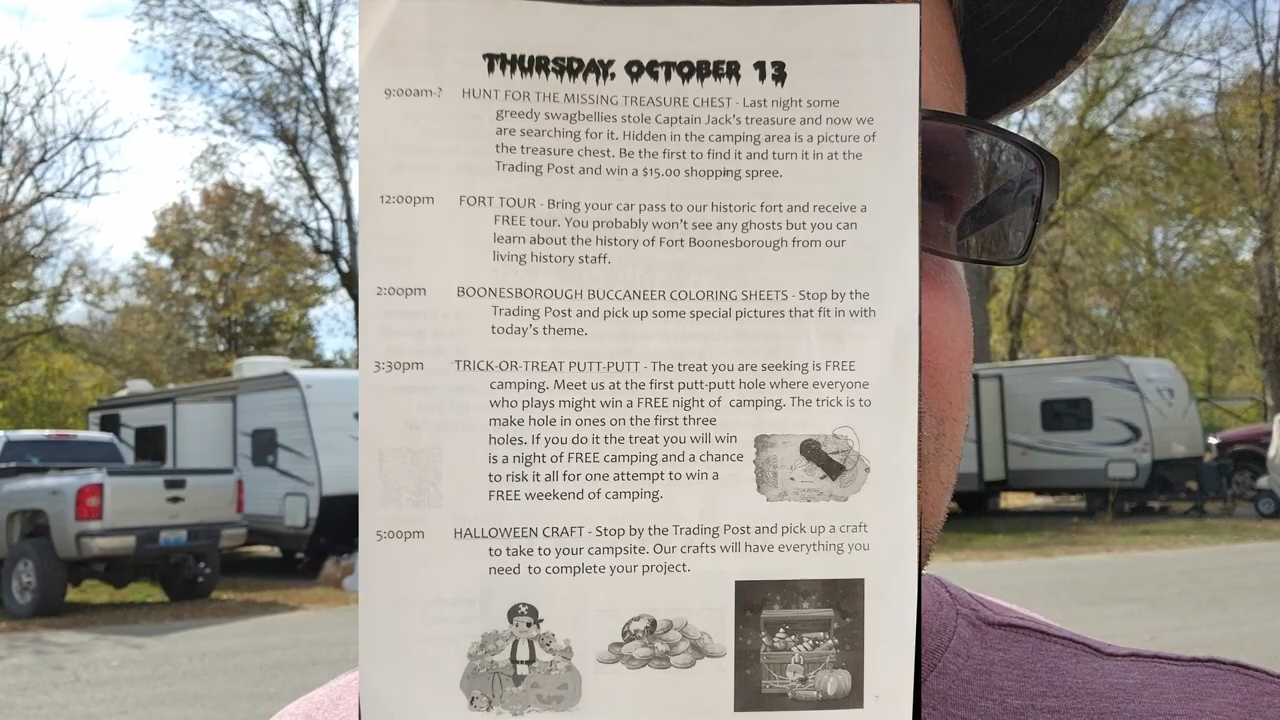 THURSDAY, OCTOBER 13
9:00am-? HUNT FOR THE MISSING TREASURE CHEST - Last night some
greedy swagbellies stole Captain Jack's treasure and now we
are searching for it. Hidden in the camping area is a picture of
the treasure chest. Be the first to find it and turn it in at the
Trading Post and win a $15.00 shopping spree.
12:00pm FORT TOUR - Bring your car pass to our historic fort and receive a
FREE tour. You probably won't see any ghosts but you can
learn about the history of Fort Boonesborough from our
living history staff.
2:00pm BOONESBOROUGH BUCCANEER COLORING SHEETS - Stop by the
Trading Post and pick up some special pictures that fit in with
today's theme.
3:30pm TRICK-OR-TREAT PUTT-PUTT - The treat you are seeking is FREE
camping. Meet us at the first putt-putt hole where everyone
who plays might win a FREE night of camping. The trick is to
make hole in ones on the first three
holes. If you do it the treat you will win
is a night of FREE camping and a chance
to risk it all for one attempt to win a
FREE weekend of camping.
5:00pm HALLOWEEN CRAFT - Stop by the Trading Post and pick up a craft
to take to your campsite. Our crafts will have everything you
need to complete your project.